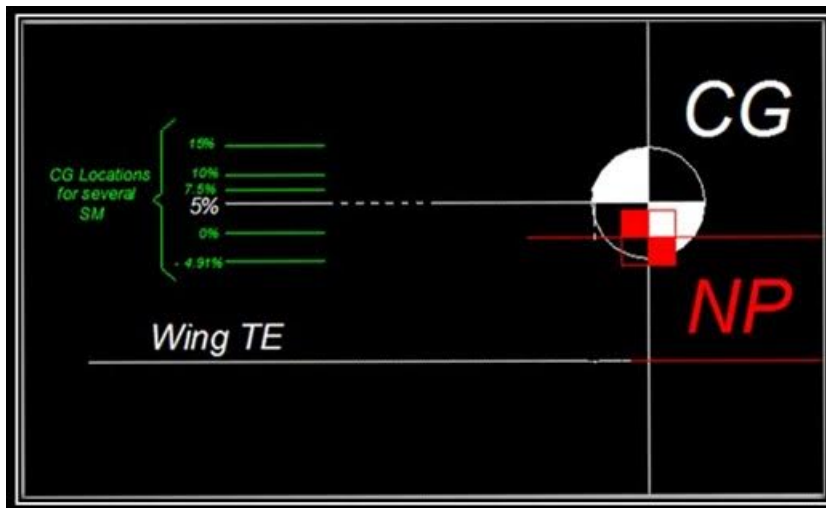 CG
CG Locations
for several
SM
15%
10%
7.5%
5%
0%
- 4.91%
NP
Wing TE